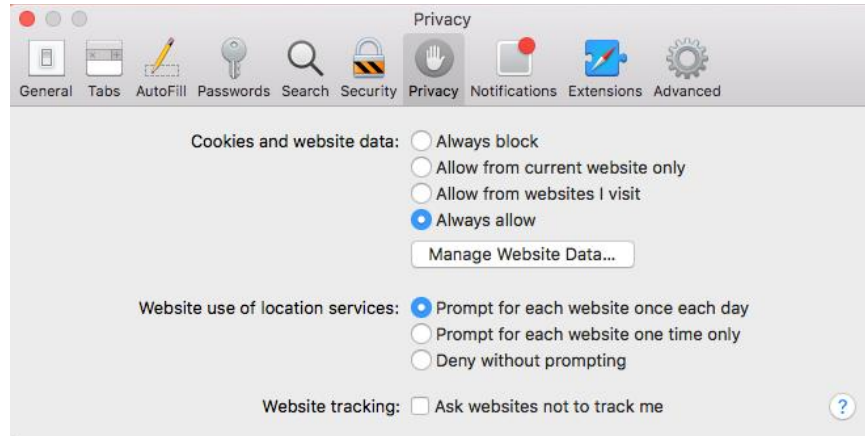 Privacy
General Tabs AutoFill Passwords Search Security Privacy Notifications Extensions Advanced
Cookies and website data: Always block
Allow from current website only
Allow from websites I visit
Always allow
Manage Website Data...
Website use of location services: Prompt for each website once each day
Prompt for each website one time only
Deny without prompting
Website tracking: Ask websites not to track me ?